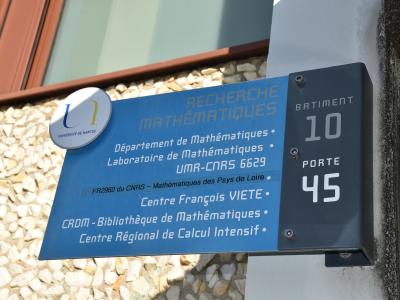 UNIVERSITÉ DE NANTES
RECHERCHE
MATHÉMATIQUES
Département de Mathématiques •
Laboratoire de Mathématiques •
UMR-CNRS 6629
FR2962 du CNRS - Mathématiques des Pays de Loire •
Centre François VIETE •
CRDM - Bibliothèque de Mathématiques •
Centre Régional de Calcul Intensif •
BATIMENT
10
PORTE
45